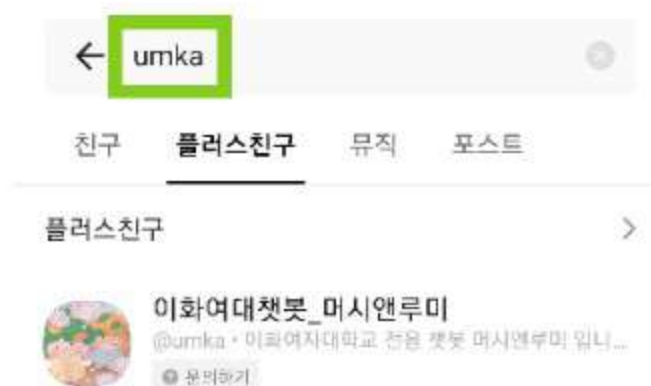 umka
친구 플러스친구 뮤직 포스트
플러스친구
이화여대챗봇_머시앤루미
@umka • 이화여자대학교 전용 챗봇 머시앤루미 입니...
문의하기